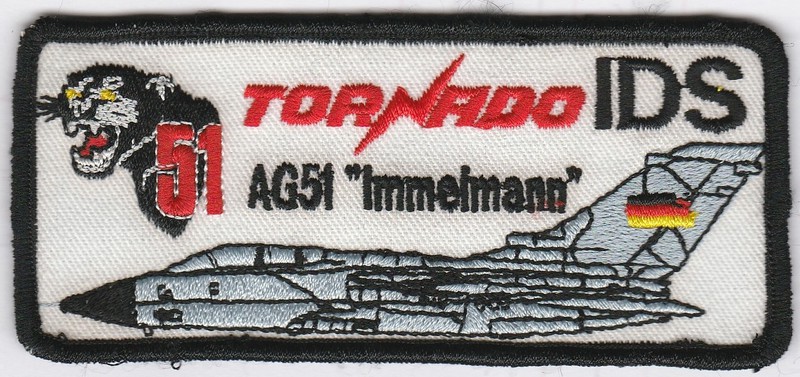 51
TORNADO IDS
AG51 "Immelmann"